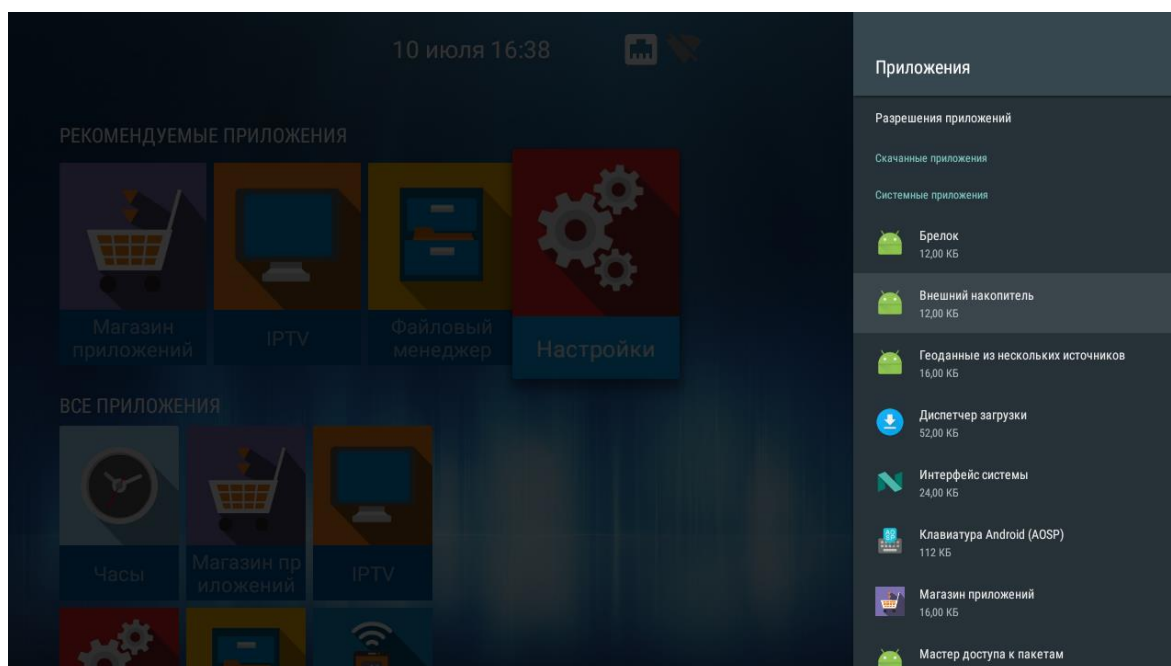 10 июля 16:38
РЕКОМЕНДУЕМЫЕ ПРИЛОЖЕНИЯ
Магазин
приложений
IPTV
Файловый
менеджер
Настройки
ВСЕ ПРИЛОЖЕНИЯ
Часы
Магазин пр
иложений
IPTV
Приложения
Разрешения приложений
Скачанные приложения
Системные приложения
Брелок
12,00 КБ
Внешний накопитель
12,00 КБ
Геоданные из нескольких источников
16,00 КБ
Диспетчер загрузки
52,00 КБ
Интерфейс системы
24,00 КБ
Клавиатура Android (AOSP)
112 КБ
Магазин приложений
16,00 КБ
Мастер доступа к пакетам